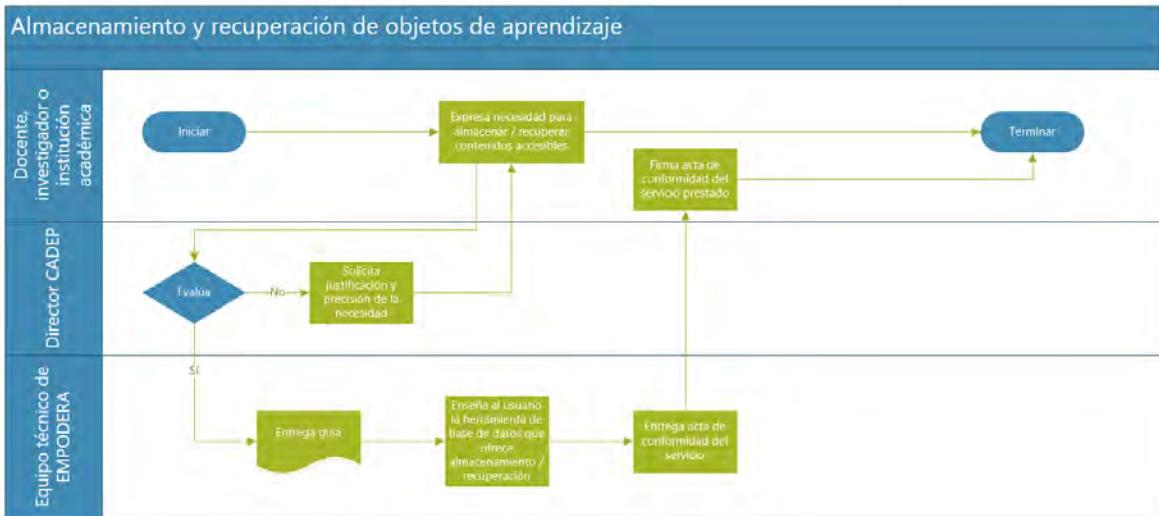 Almacenamiento y recuperación de objetos de aprendizaje
Docente,
investigador o
institución
académica
Iniciar
Expresa necesidad para
almacenar / recuperar
contenidos accesibles
Terminar
Firma acta de
conformidad del
servicio prestado
Director CADEP
Evalúa
No
Solicita
justificación y
precisión de la
necesidad
Sí
Equipo técnico de
EMPODERA
Entrega guía
Enseña al usuario
la herramienta de
base de datos que
ofrece
almacenamiento /
recuperación
Entrega acta de
conformidad del
servicio